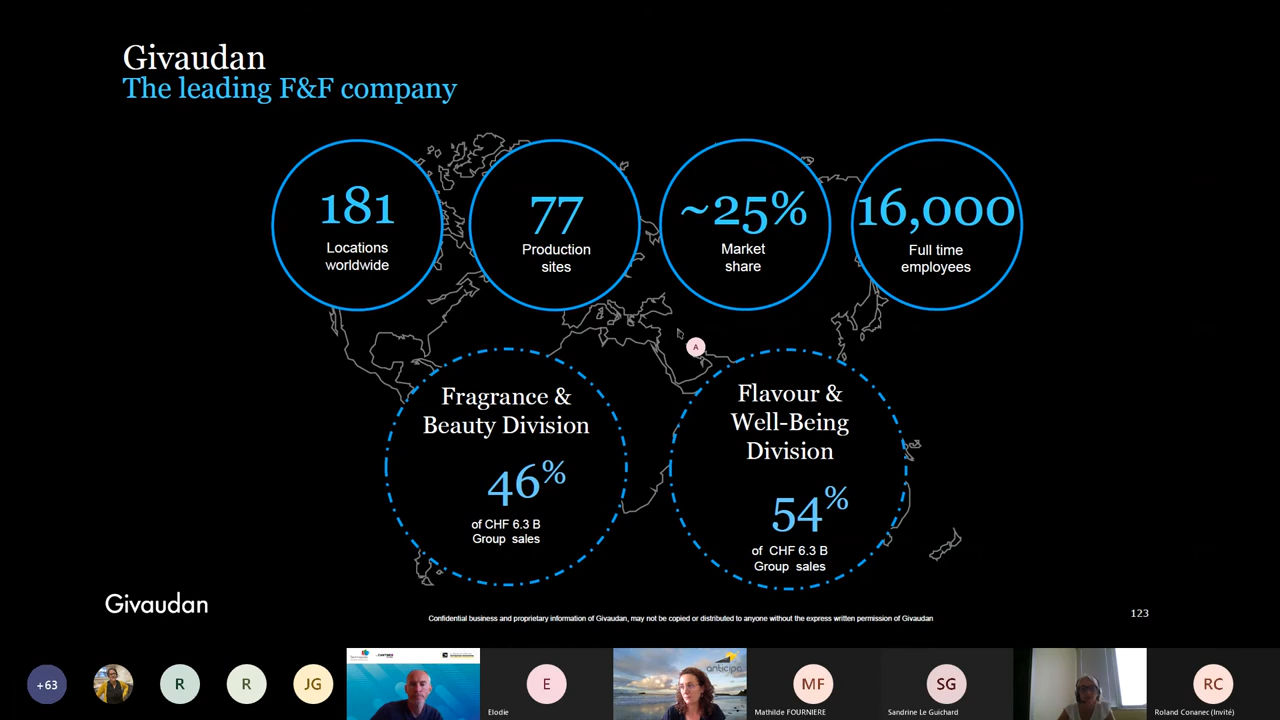 Givaudan
The leading F&F company
181
Locations
worldwide
77
Production
sites
~25%
Market
share
16,000
Full time
employees
A
Fragrance &
Beauty Division
46%
of CHF 6.3 B
Group sales
Flavour &
Well-Being
Division
54%
of CHF 6.3 B
Group sales
Givaudan
Confidential business and proprietary information of Givaudan, may not be copied or distributed to anyone without the express written permission of Givaudan
123
+63
R
R
JG
E
Elodie
anticipa
MF
Mathilde FOURNIERE
SG
Sandrine Le Guichard
RC
Roland Conanec (Invité)